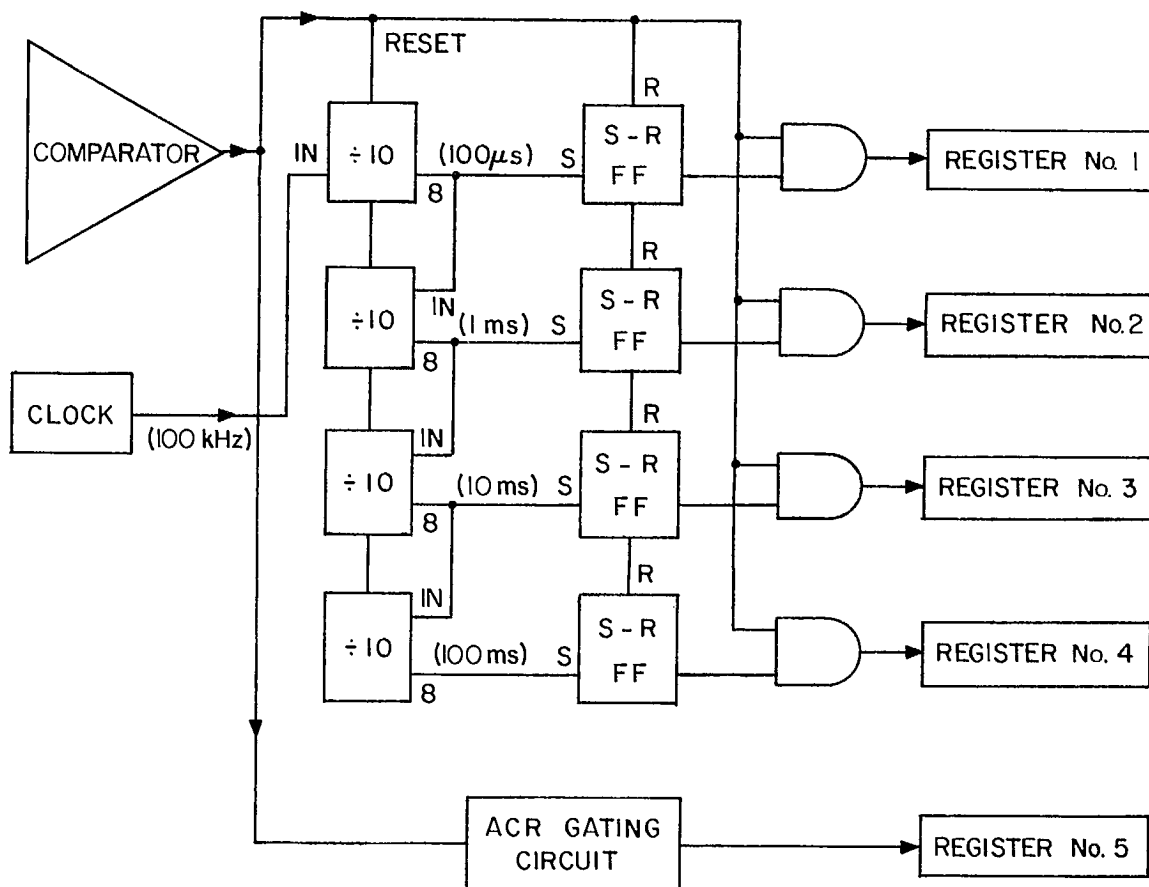 RESET
COMPARATOR
IN
÷10
8
(100μs)
S
R
S-R
FF
REGISTER No. 1
÷10
IN
8
(1 ms)
S
R
S-R
FF
REGISTER No. 2
CLOCK
(100 kHz)
÷10
IN
8
(10 ms)
S
R
S-R
FF
REGISTER No. 3
÷10
IN
8
(100 ms)
S
R
S-R
FF
REGISTER No. 4
ACR GATING
CIRCUIT
REGISTER No. 5